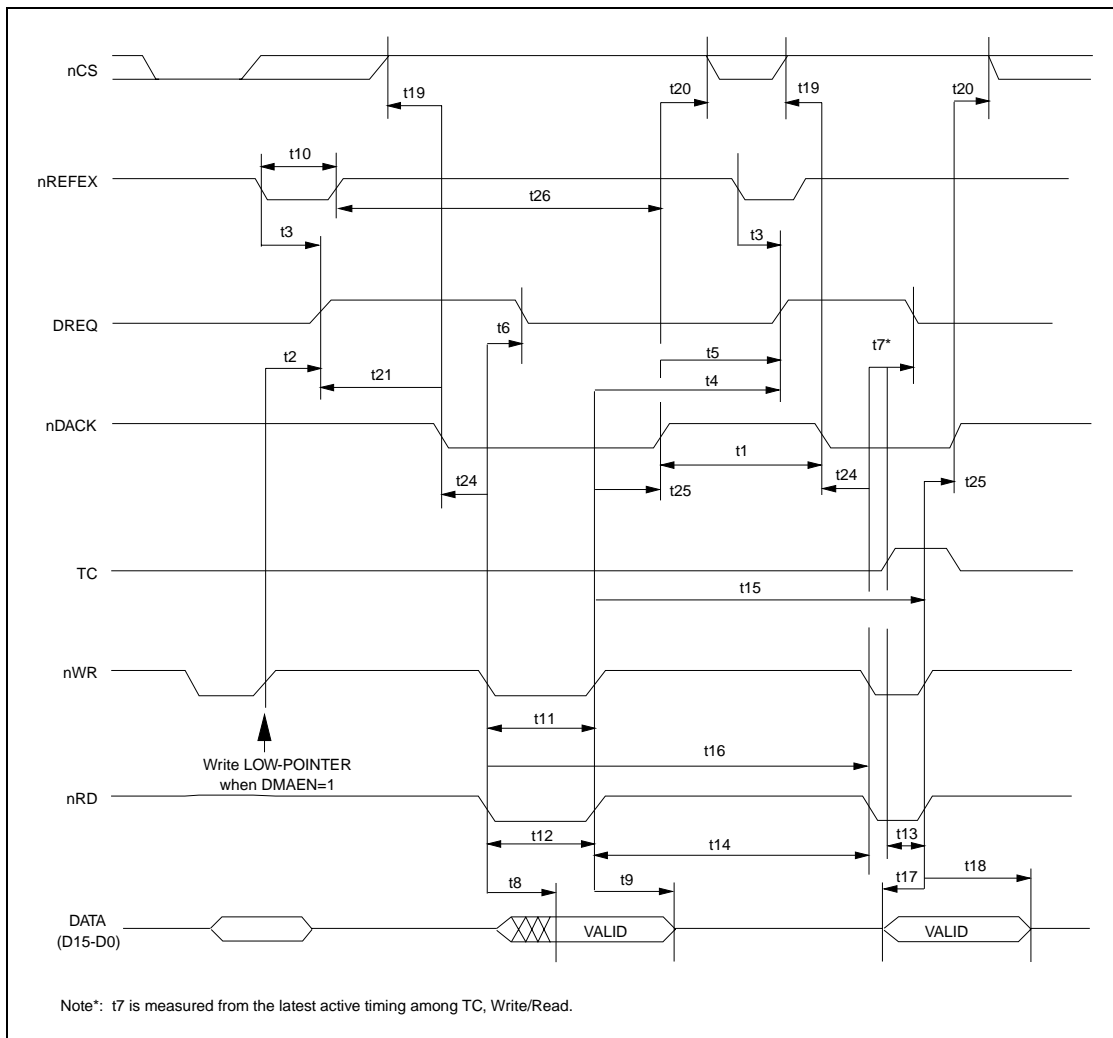 nCS
t19
t20
t19
t20
t10
nREFEX
t26
t3
t3
DREQ
t6
t7*
t2
t5
t21
t4
nDACK
t1
t24
t25
t24
t25
TC
t15
nWR
t11
t16
Write LOW-POINTER
when DMAEN=1
nRD
t12
t13
t14
t8
t9
t17
t18
DATA
(D15-D0)
VALID
VALID
Note*: t7 is measured from the latest active timing among TC, Write/Read.